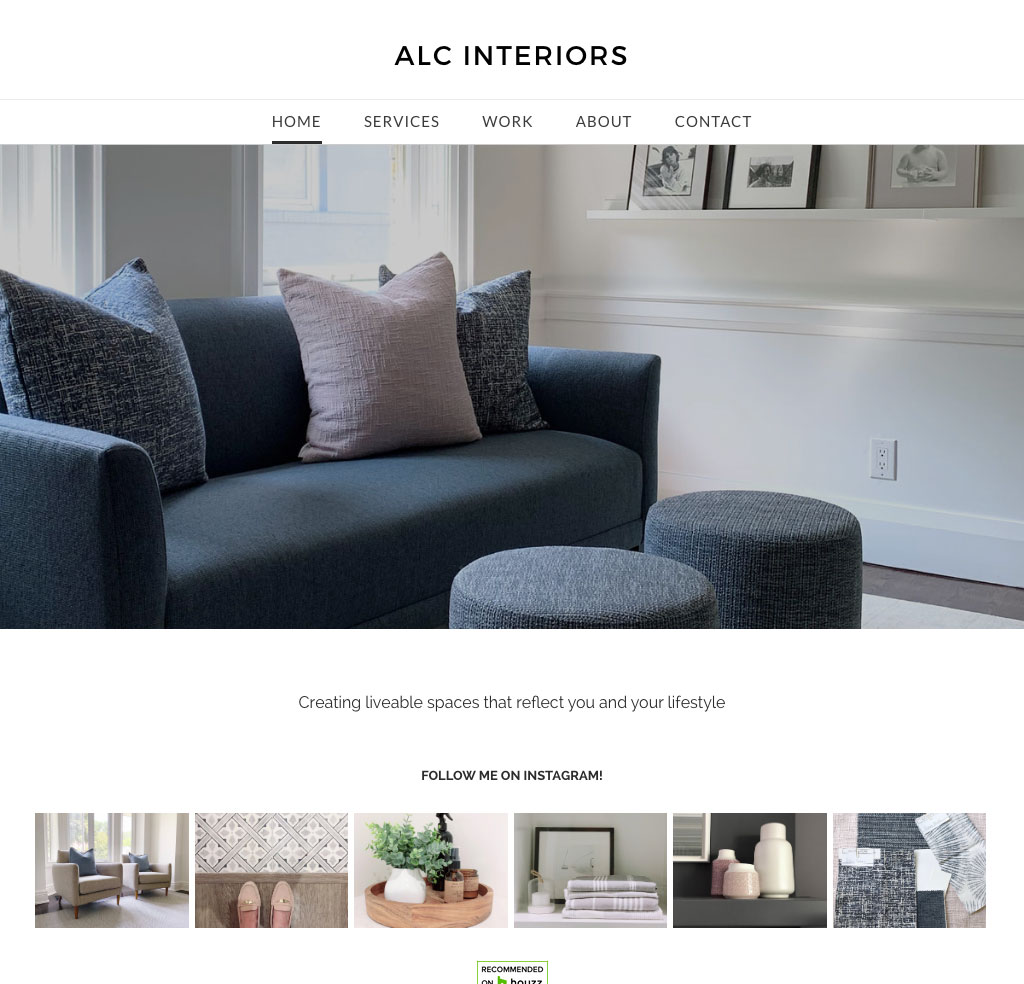 ALC INTERIORS
HOME SERVICES WORK ABOUT CONTACT
Creating liveable spaces that reflect you and your lifestyle
FOLLOW ME ON INSTAGRAM!
RECOMMENDED
ON houzz